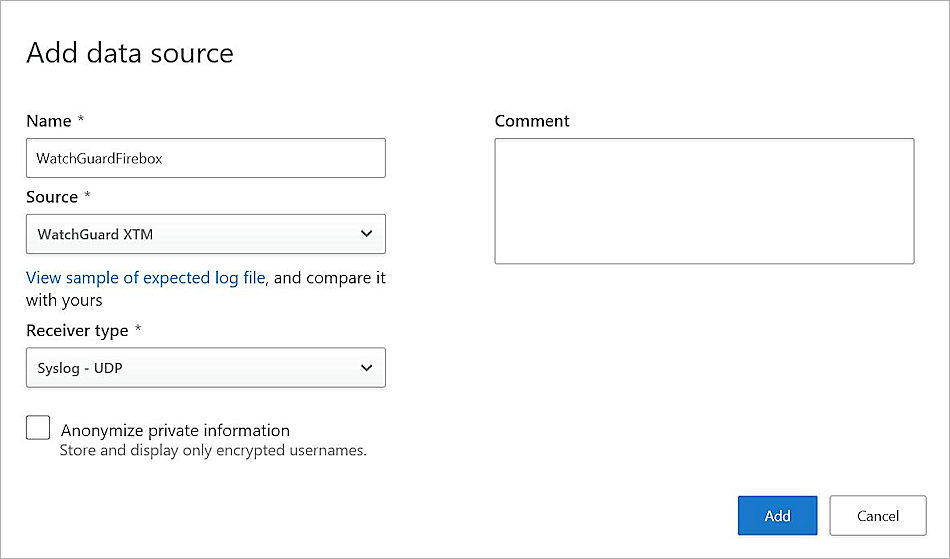 Add data source
Name *
WatchGuardFirebox
Source *
WatchGuard XTM
View sample of expected log file, and compare it
with yours
Receiver type *
Syslog - UDP
Anonymize private information
Store and display only encrypted usernames.
Comment
Add
Cancel